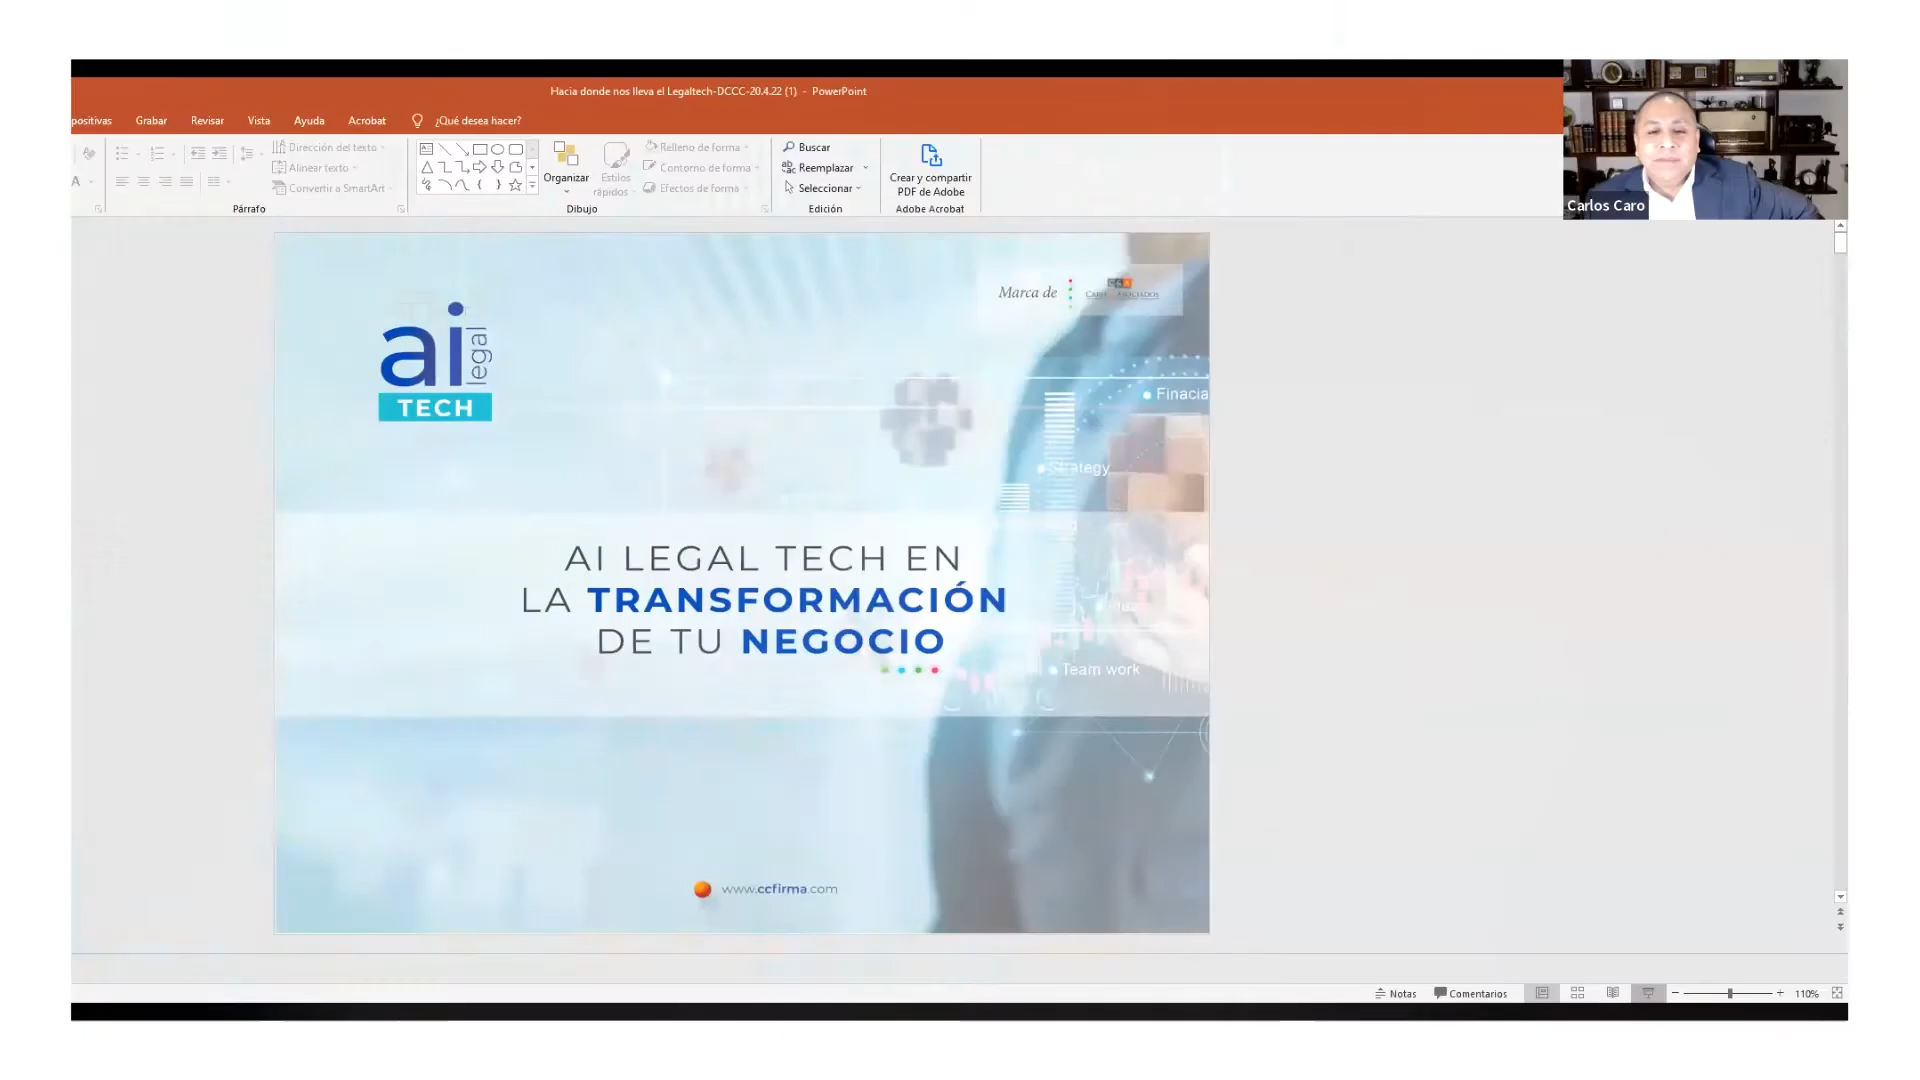 Hacia donde nos lleva el Legaltech-DCCC-20.4.22 (1) - PowerPoint
positivas Grabar Revisar Vista Ayuda Acrobat ¿Qué desea hacer?
Dirección del texto
Alinear texto
Convertir a SmartArt
Párrafo
Organizar
Estilos
rápidos
Relleno de forma
Contorno de forma
Efectos de forma
Dibujo
Buscar
Reemplazar
Seleccionar
Edición
Crear y compartir
PDF de Adobe
Adobe Acrobat
Carlos Caro
ai legal
TECH
Marca de
Finacia
Strategy
AI LEGAL TECH EN
LA TRANSFORMACIÓN
DE TU NEGOCIO
Team work
www.ccfirma.com
Notas Comentarios 110%